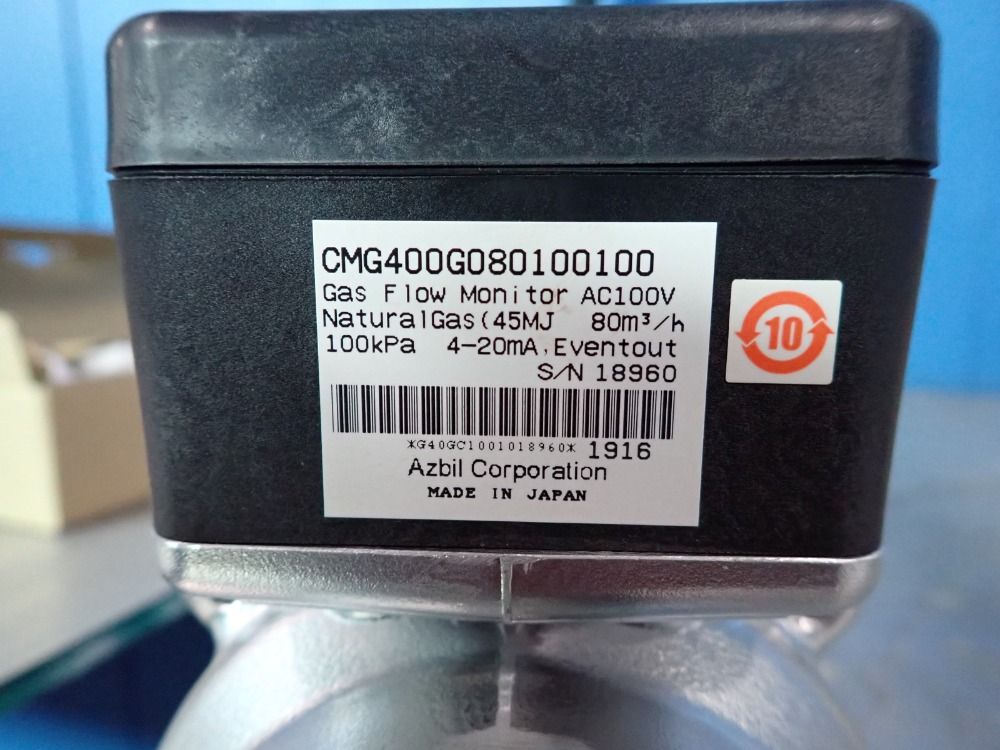 CMG400G080100100
Gas Flow Monitor AC100V
NaturalGas(45MJ 80m³/h
100kPa 4-20mA,Eventout
S/N 18960
*G40GC1001018960* 1916
Azbil Corporation
MADE IN JAPAN
10